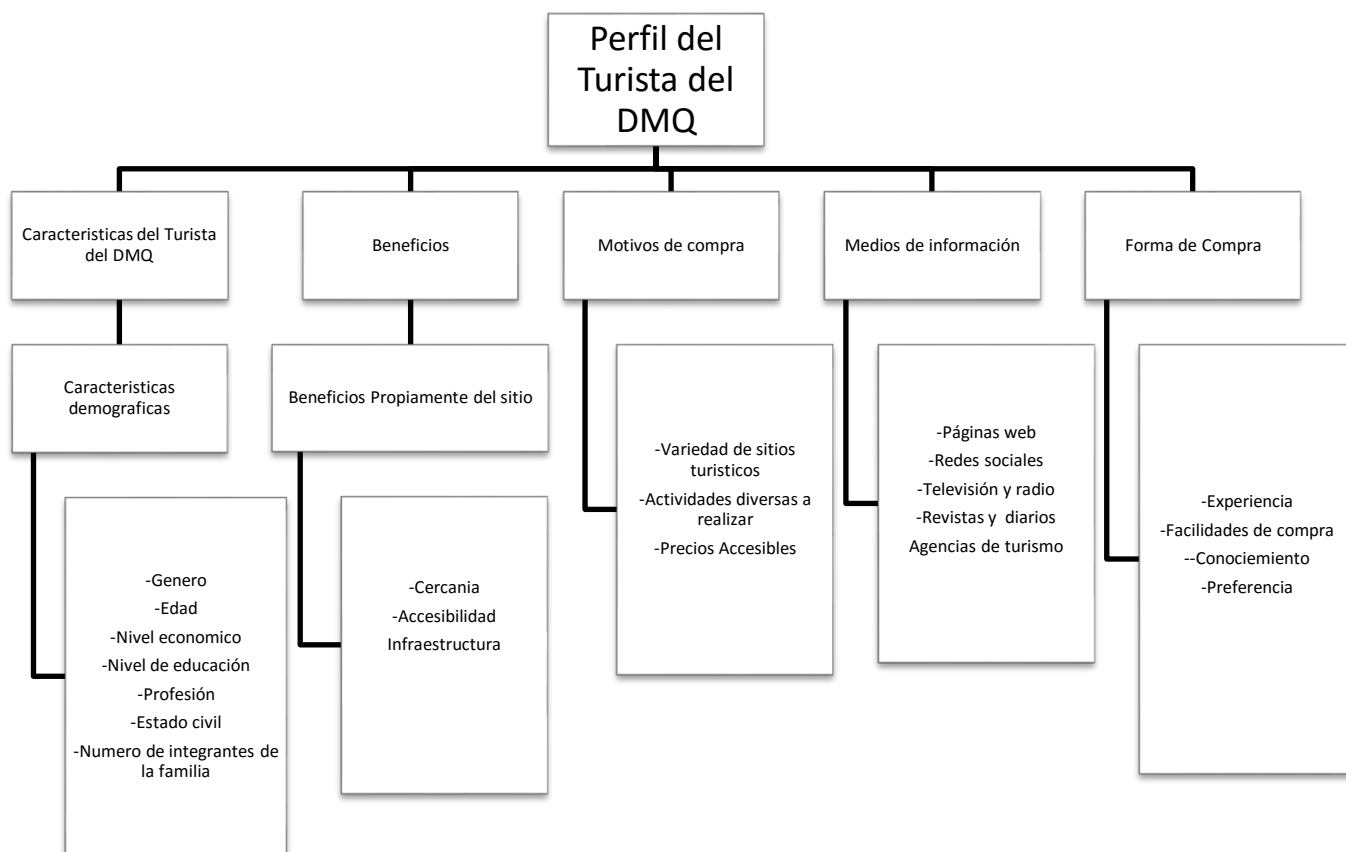 Perfil del
Turista del
DMQ
Caracteristicas del Turista
del DMQ
Beneficios
Motivos de compra
Medios de información
Forma de Compra
Caracteristicas
demograficas
Beneficios Propiamente del sitio
-Genero
-Edad
-Nivel economico
-Nivel de educación
-Profesión
-Estado civil
-Numero de integrantes de
la familia
-Cercania
-Accesibilidad
Infraestructura
-Variedad de sitios
turisticos
-Actividades diversas a
realizar
-Precios Accesibles
-Páginas web
-Redes sociales
-Televisión y radio
-Revistas y  diarios
Agencias de turismo
-Experiencia
-Facilidades de compra
--Conociemiento
-Preferencia